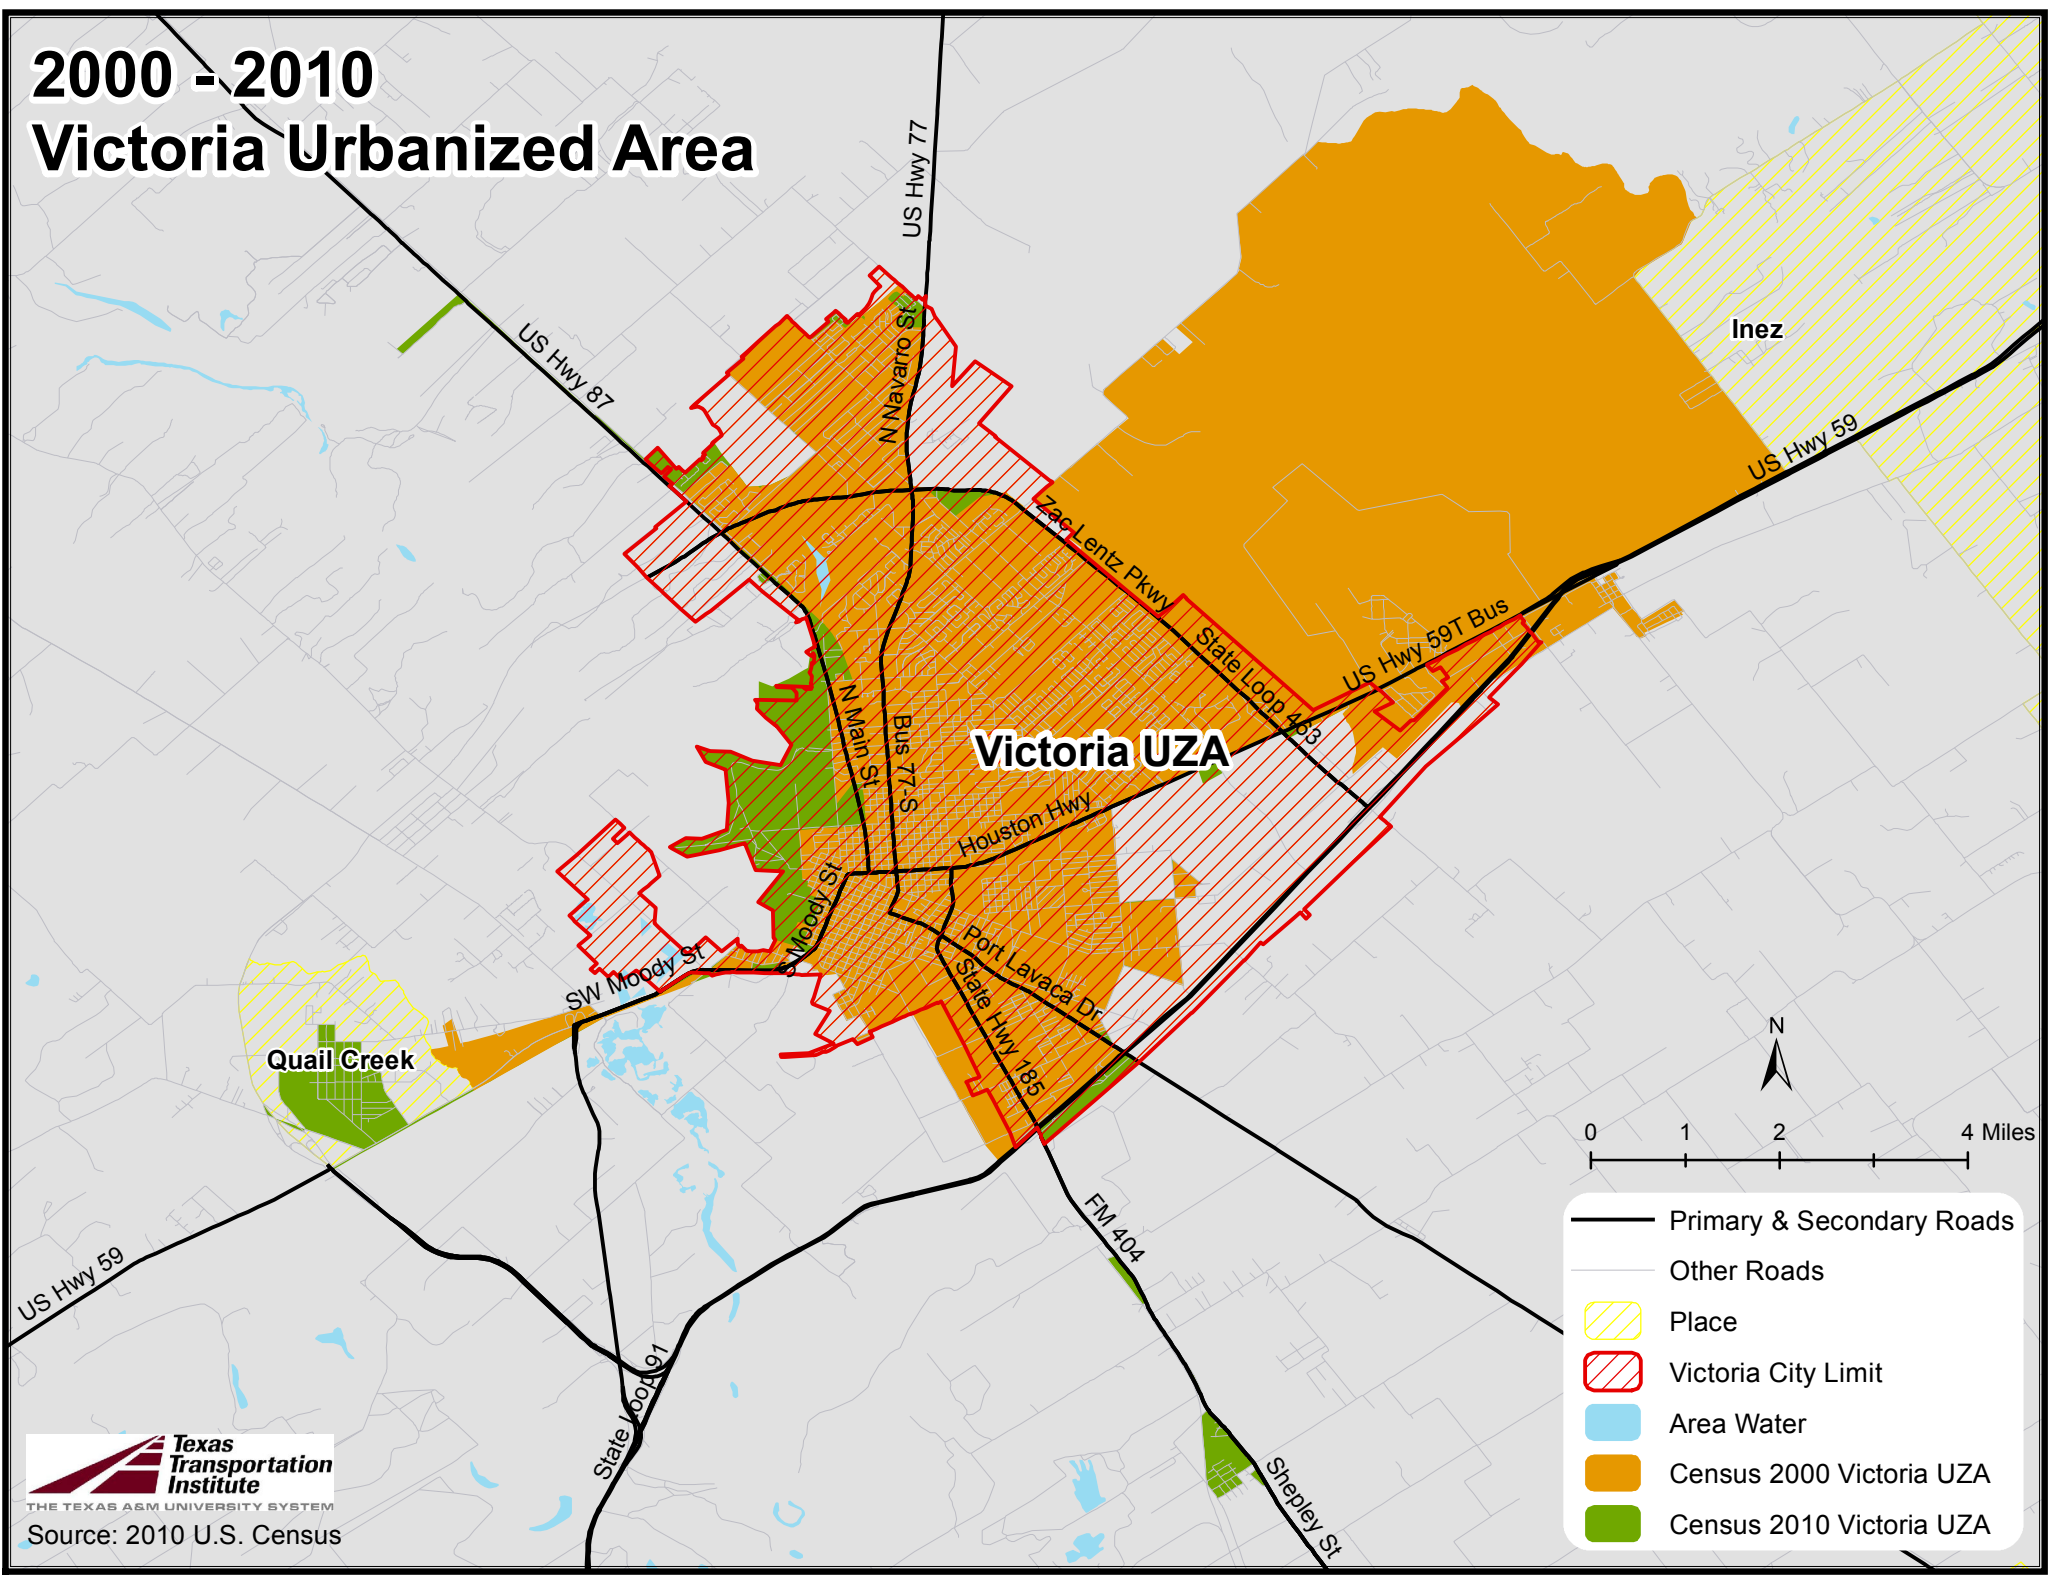 2000 - 2010
Victoria Urbanized Area
US Hwy 77
US Hwy 87
N Navarro St
Inez
US Hwy 59
Zac Lentz Pkwy
State Loop 463
US Hwy 59T Bus
N Main St
Bus 77-S
Victoria UZA
Houston Hwy
S Moody St
SW Moody St
Port Lavaca Dr
State Hwy 185
Quail Creek
US Hwy 59
FM 404
State Loop 91
Shepley St
N
0 1 2 4 Miles
Primary & Secondary Roads
Other Roads
Place
Victoria City Limit
Area Water
Census 2000 Victoria UZA
Census 2010 Victoria UZA
Texas
Transportation
Institute
THE TEXAS A&M UNIVERSITY SYSTEM
Source: 2010 U.S. Census